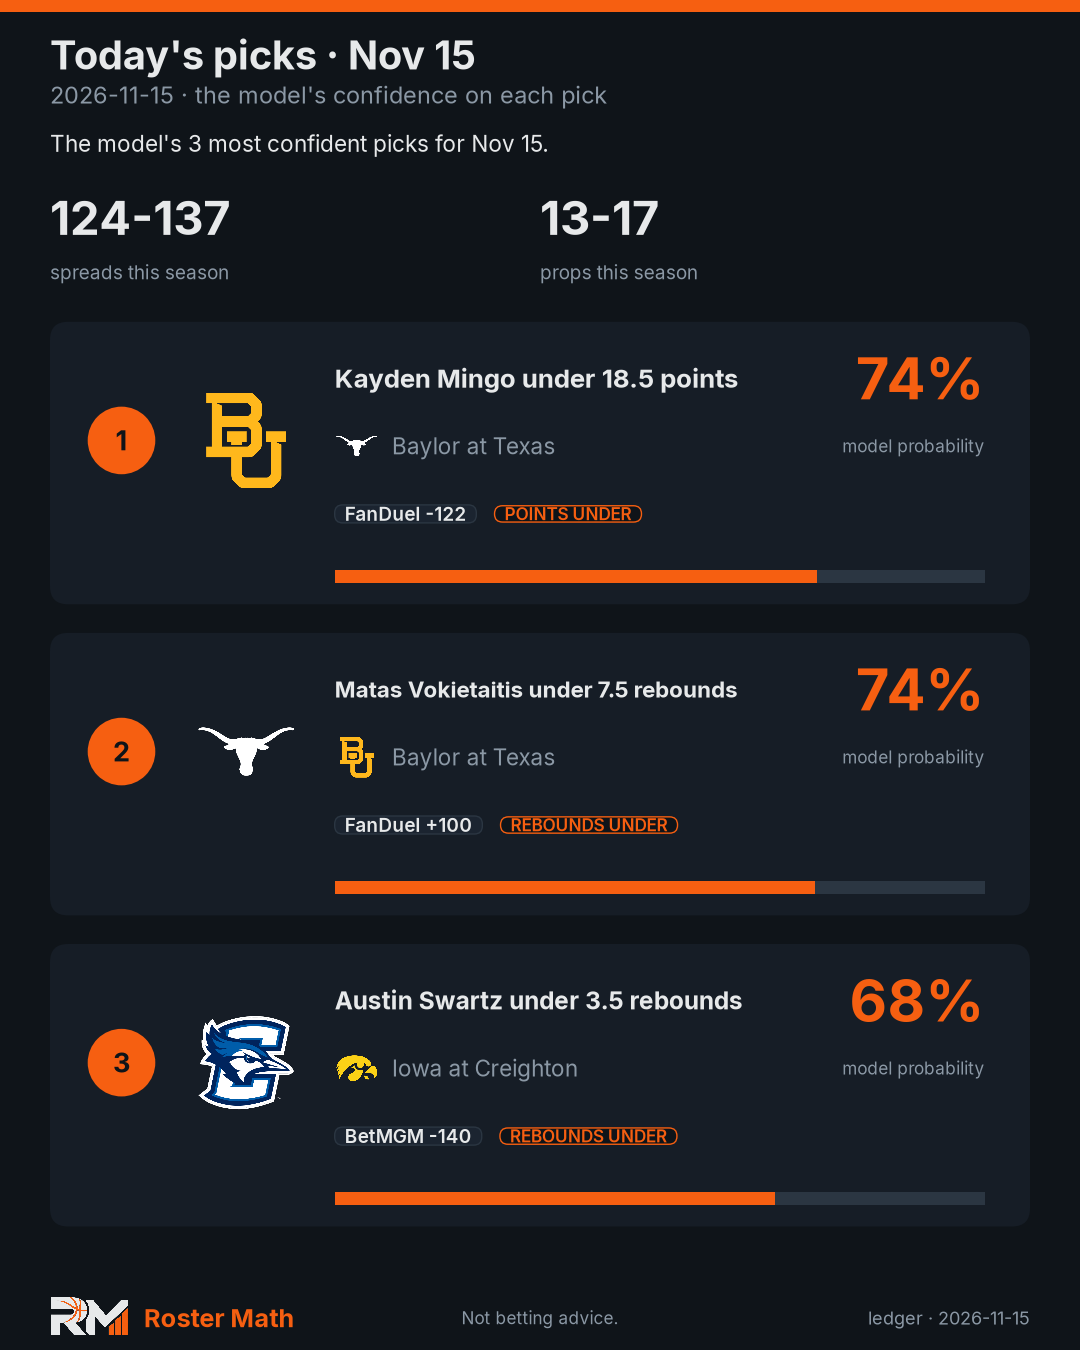 Today's picks · Nov 15
2026-11-15 · the model's confidence on each pick
The model's 3 most confident picks for Nov 15.
124-137
spreads this season
13-17
props this season
1
BU
Kayden Mingo under 18.5 points
74%
Baylor at Texas
model probability
FanDuel -122
POINTS UNDER
2
Matas Vokietaitis under 7.5 rebounds
74%
BU
Baylor at Texas
model probability
FanDuel +100
REBOUNDS UNDER
3
C
Austin Swartz under 3.5 rebounds
68%
Iowa at Creighton
model probability
BetMGM -140
REBOUNDS UNDER
RM
Roster Math
Not betting advice.
ledger · 2026-11-15